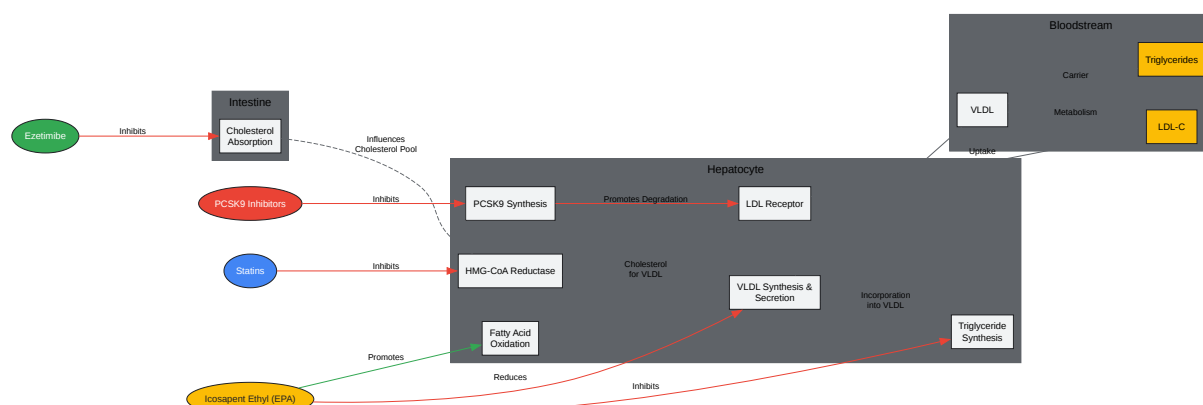 Bloodstream
Triglycerides
Carrier
VLDL
Metabolism
LDL-C
Uptake
Intestine
Ezetimibe
Inhibits
Cholesterol
Absorption
Influences
Cholesterol Pool
Hepatocyte
PCSK9 Inhibitors
Inhibits
PCSK9 Synthesis
Promotes Degradation
LDL Receptor
Statins
Inhibits
HMG-CoA Reductase
Cholesterol
for VLDL
VLDL Synthesis &
Secretion
Incorporation
into VLDL
Fatty Acid
Oxidation
Triglyceride
Synthesis
Promotes
Reduces
Inhibits
Icosapent Ethyl (EPA)